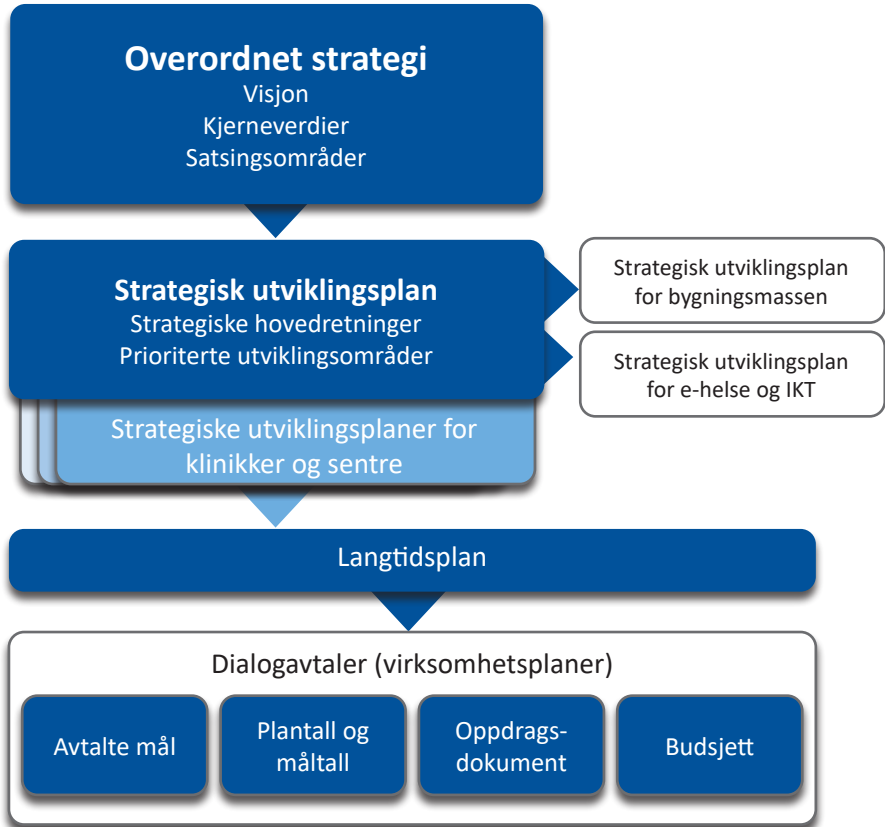 Overordnet strategi
Visjon
Kjerneverdier
Satsingsområder
Strategisk utviklingsplan
Strategiske hovedretninger
Prioriterte utviklingsområder
Strategisk utviklingsplan
for bygningsmassen
Strategisk utviklingsplan
for e-helse og IKT
Strategiske utviklingsplaner for
klinikker og sentre
Langtidsplan
Dialogavtaler (virksomhetsplaner)
Avtalte mål
Plantall og
måltall
Oppdrags-
dokument
Budsjett